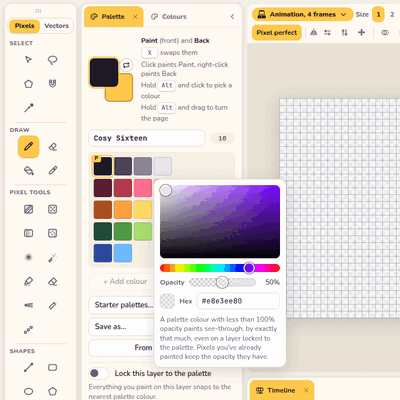 Pixels Vectors
Palette
Colours
Animation, 4 frames
Size 1 2
Pixel perfect
SELECT
Paint (front) and Back
X swaps them
Click paints Paint, right-click
paints Back
Hold Alt and click to pick a
colour
Hold Alt and drag to turn
the page
DRAW
Cosy Sixteen
16
P
PIXEL TOOLS
+ Add colour
Starter palettes...
Save as...
From
Opacity
50%
Hex
#e8e3ee80
A palette colour with less than 100%
opacity paints see-through, by exactly
that much, even on a layer locked to
the palette. Pixels you've already
painted keep the opacity they have.
SHAPES
Lock this layer to the palette
Everything you paint on this layer snaps to the
nearest palette colour.
Timeline